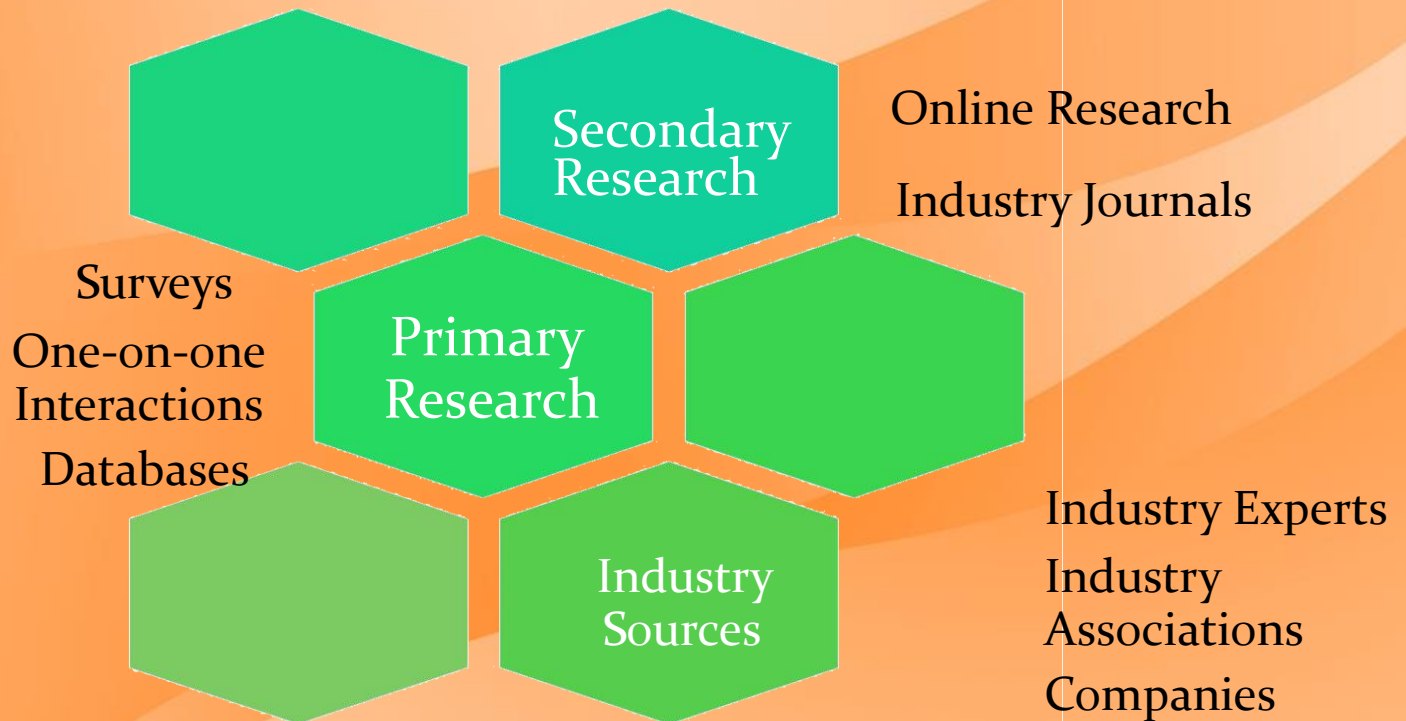 Secondary
Research
Online Research
Industry Journals
Surveys
One-on-one
Interactions
Databases
Primary
Research
Industry
Sources
Industry Experts
Industry
Associations
Companies